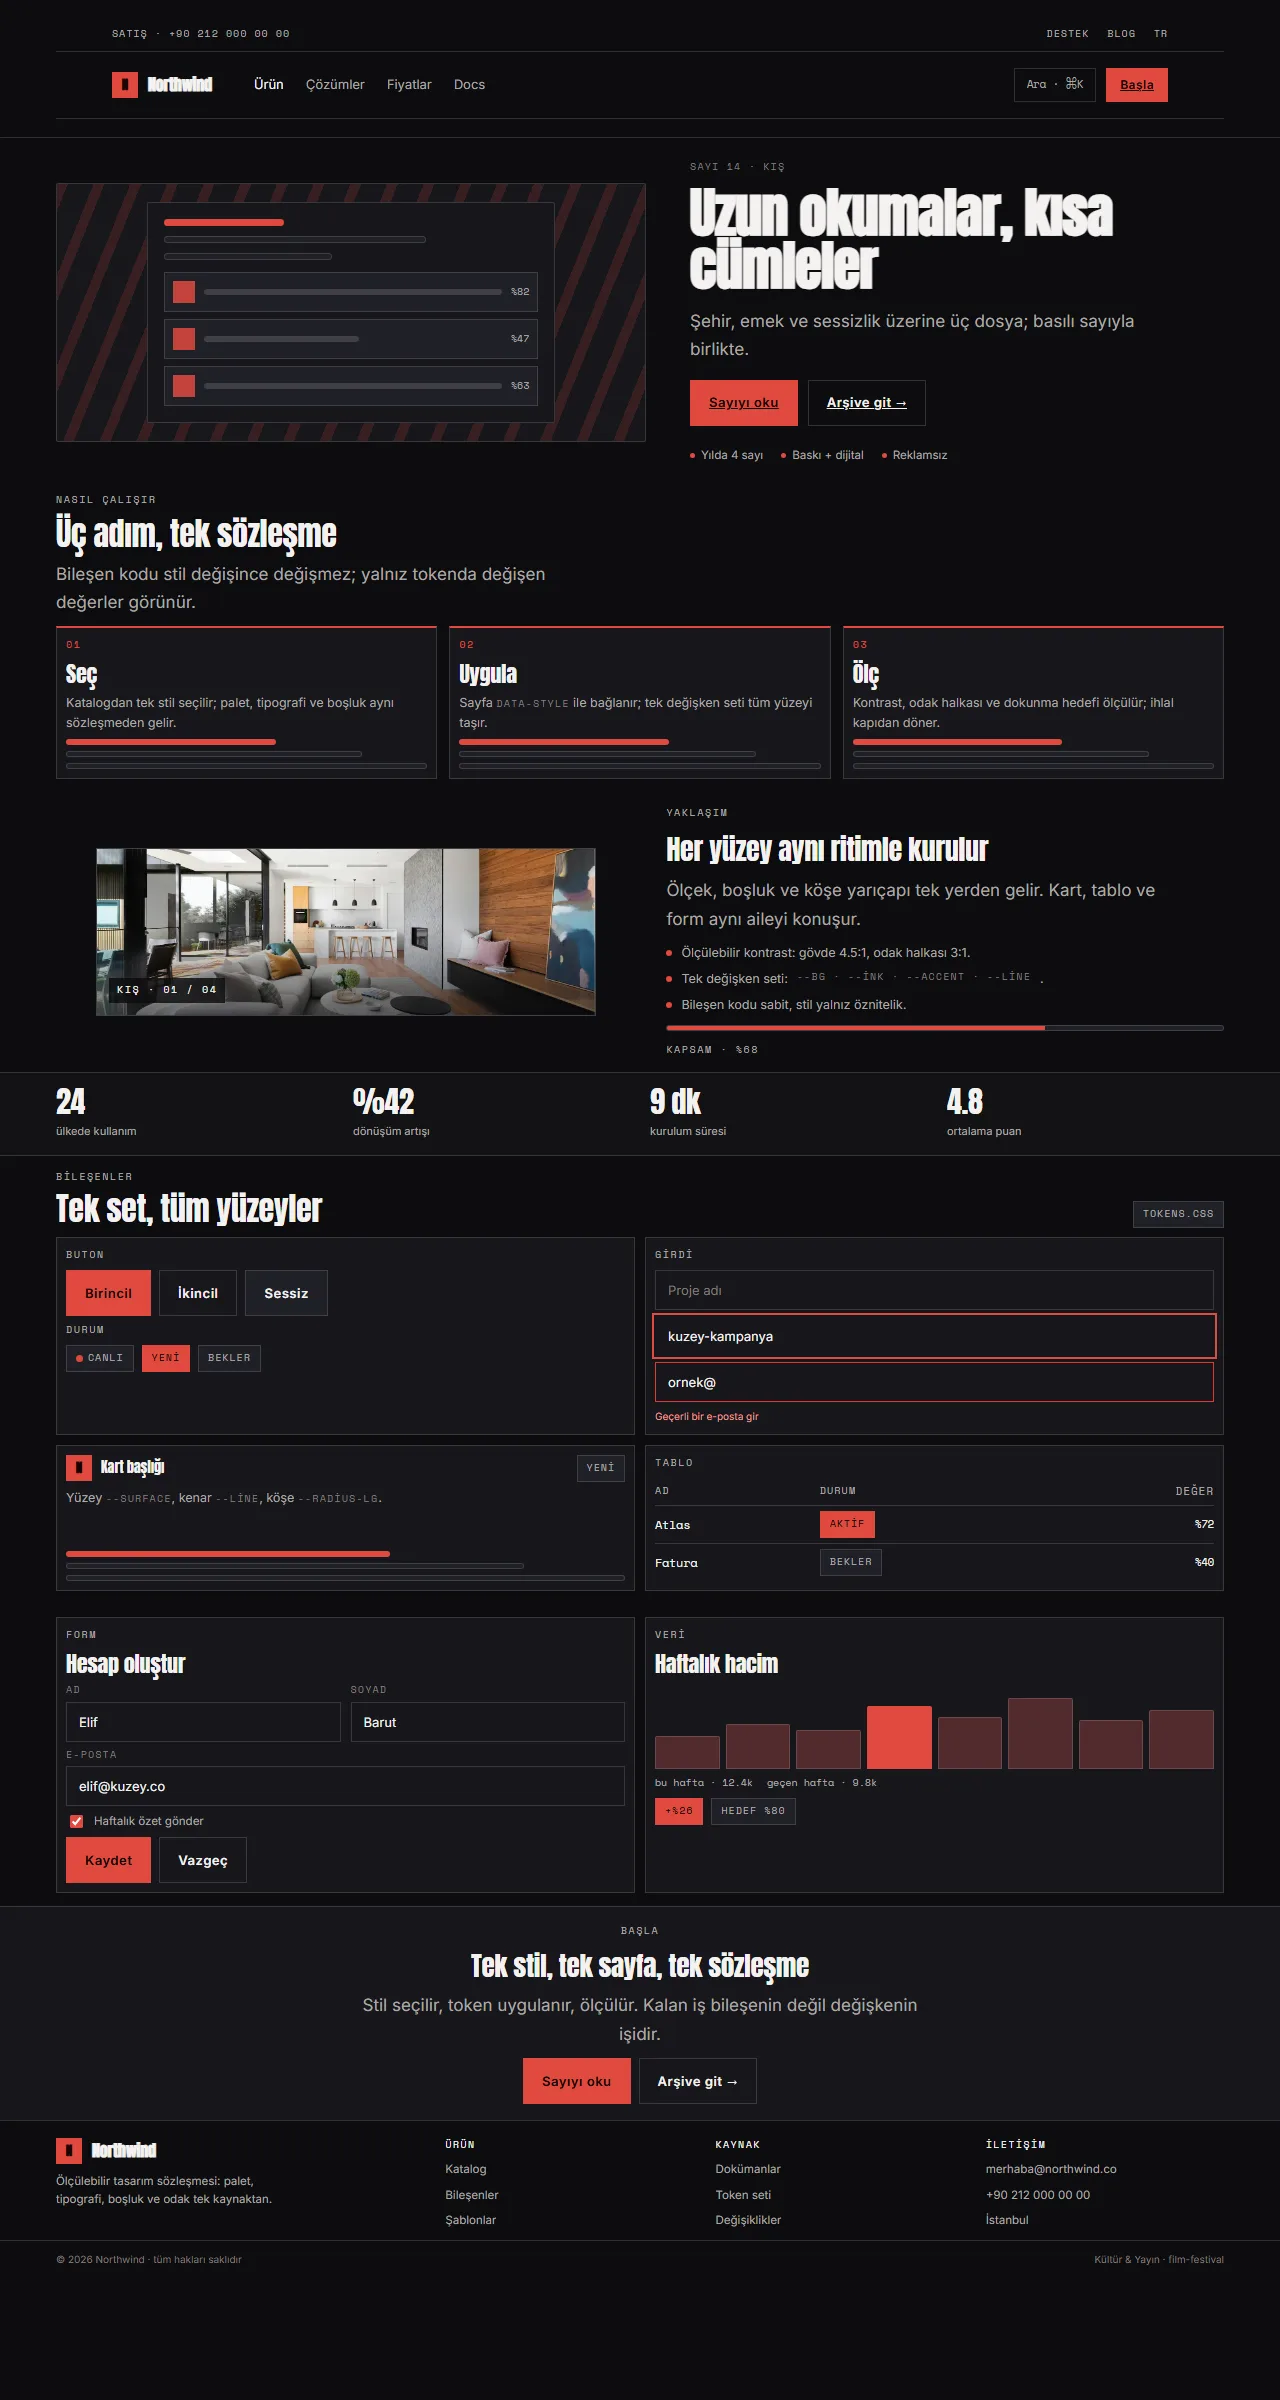 SATIŞ · +90 212 000 00 00
DESTEK BLOG TR
Northwind Ürün Çözümler Fiyatlar Docs Ara · ⌘K Başla
SAYI 14 · KIŞ
Uzun okumalar, kısa
cümleler
Şehir, emek ve sessizlik üzerine üç dosya; basılı sayıyla
birlikte.
Sayıyı oku Arşive git →
Yılda 4 sayı Baskı + dijital Reklamsız
%82
%47
%63
NASIL ÇALIŞIR
Üç adım, tek sözleşme
Bileşen kodu stil değişince değişmez; yalnız tokenda değişen
değerler görünür.
01
Seç
Katalogdan tek stil seçilir; palet, tipografi ve boşluk aynı
sözleşmeden gelir.
02
Uygula
Sayfa DATA-STYLE ile bağlanır; tek değişken seti tüm yüzeyi
taşır.
03
Ölç
Kontrast, odak halkası ve dokunma hedefi ölçülür; ihlal
kapıdan döner.
KIŞ · 01 / 04
YAKLAŞIM
Her yüzey aynı ritimle kurulur
Ölçek, boşluk ve köşe yarıçapı tek yerden gelir. Kart, tablo ve
form aynı aileyi konuşur.
Ölçülebilir kontrast: gövde 4.5:1, odak halkası 3:1.
Tek değişken seti: --BG · --İNK · --ACCENT · --LİNE .
Bileşen kodu sabit, stil yalnız öznitelik.
KAPSAM · %68
24
ülkede kullanım
%42
dönüşüm artışı
9 dk
kurulum süresi
4.8
ortalama puan
BİLEŞENLER
Tek set, tüm yüzeyler
TOKENS.CSS
BUTON
Birincil İkincil Sessiz
DURUM
CANLI YENİ BEKLER
GİRDİ
Proje adı
kuzey-kampanya
ornek@
Geçerli bir e-posta gir
Kart başlığı YENİ
Yüzey --SURFACE, kenar --LİNE, köşe --RADİUS-LG.
TABLO
AD DURUM DEĞER
Atlas AKTİF %72
Fatura BEKLER %40
FORM
Hesap oluştur
AD SOYAD
Elif Barut
E-POSTA
elif@kuzey.co
Haftalık özet gönder
Kaydet Vazgeç
VERİ
Haftalık hacim
bu hafta · 12.4k geçen hafta · 9.8k
+%26 HEDEF %80
BAŞLA
Tek stil, tek sayfa, tek sözleşme
Stil seçilir, token uygulanır, ölçülür. Kalan iş bileşenin değil değişkenin
işidir.
Sayıyı oku Arşive git →
Northwind
Ölçülebilir tasarım sözleşmesi: palet,
tipografi, boşluk ve odak tek kaynaktan.
ÜRÜN
Katalog
Bileşenler
Şablonlar
KAYNAK
Dokümanlar
Token seti
Değişiklikler
İLETİŞİM
merhaba@northwind.co
+90 212 000 00 00
İstanbul
© 2026 Northwind · tüm hakları saklıdır
Kültür & Yayın · film-festival